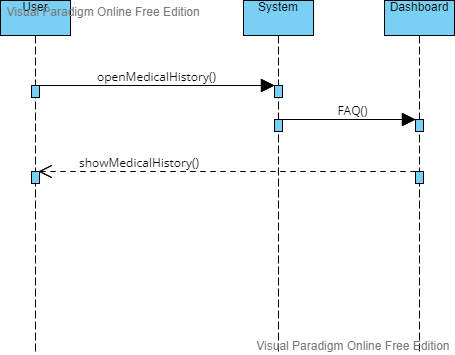 User
System
Dashboard
Visual Paradigm Online Free Edition
openMedicalHistory()
FAQ()
showMedicalHistory()
Visual Paradigm Online Free Edition